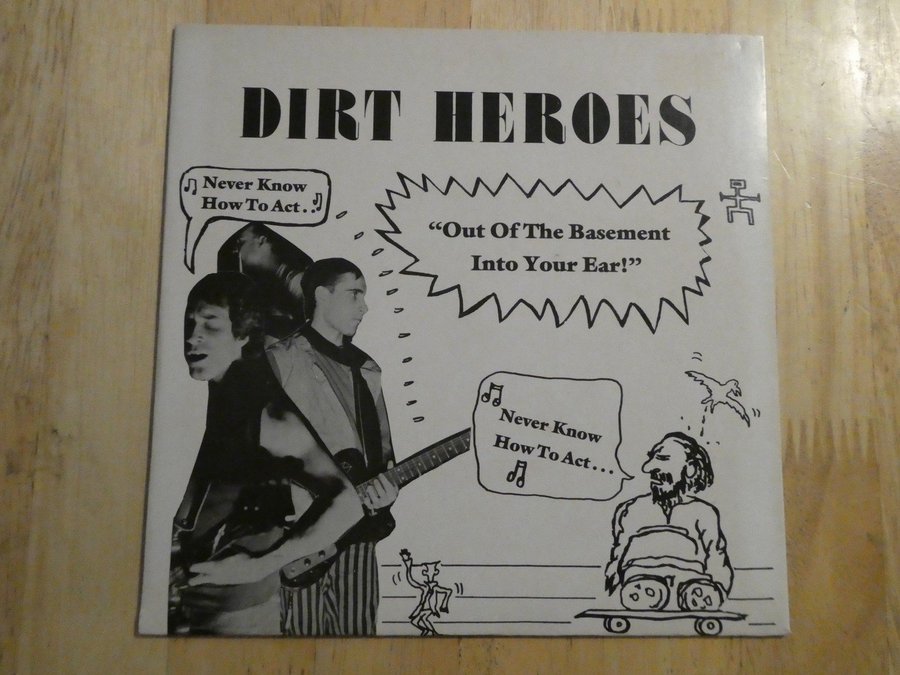 DIRT HEROES
Never Know
How To Act..
“Out Of The Basement
Into Your Ear!”
Never Know
How To Act...